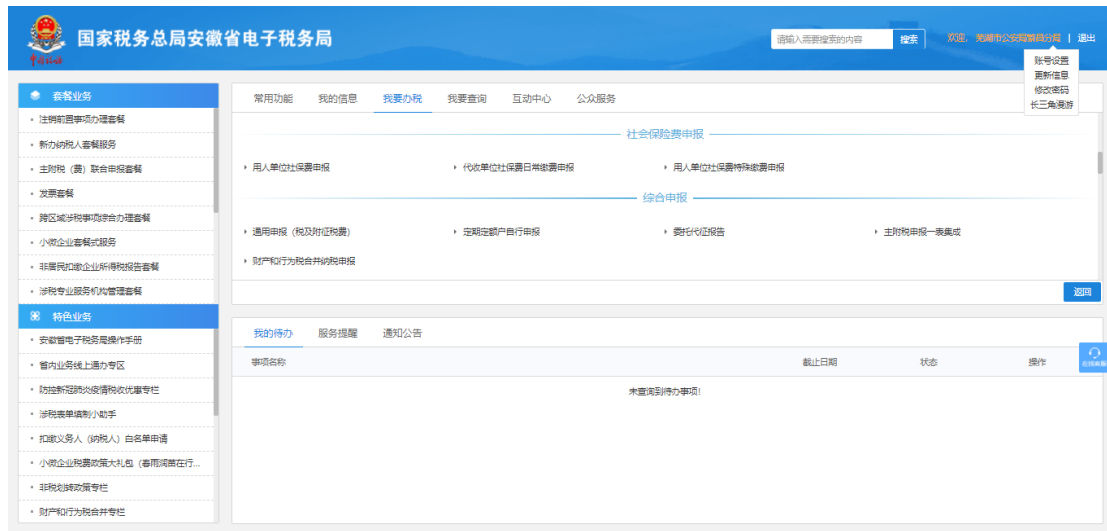 国家税务总局安徽省电子税务局
请输入需要搜索的内容 搜索 欢迎, 芜湖市公安局 分局 | 退出
中国税务
账号设置
更新信息
修改密码
长三角漫游
套餐业务
注销前置事项办理套餐
新办纳税人套餐服务
主附税（费）联合申报套餐
发票套餐
跨区域涉税事项综合办理套餐
小微企业套餐式服务
非居民扣缴企业所得税报告套餐
涉税专业服务机构管理套餐
特色业务
安徽省电子税务局操作手册
省内业务线上通办专区
防控新冠肺炎疫情税收优惠专栏
涉税表单填制小助手
扣缴义务人（纳税人）白名单申请
小微企业税费政策大礼包（春雨润苗在行...
非税划转政策专栏
财产和行为税合并专栏
常用功能 我的信息 我要办税 我要查询 互动中心 公众服务
社会保险费申报
用人单位社保费申报 代收单位社保费日常缴费申报 用人单位社保费特殊缴费申报
综合申报
通用申报（税及附征税费） 定期定额户自行申报 委托代征报告 主附税申报一表集成
财产和行为税合并纳税申报
返回
我的待办 服务提醒 通知公告
事项名称 截止日期 状态 操作
未查询到待办事项!
在线客服